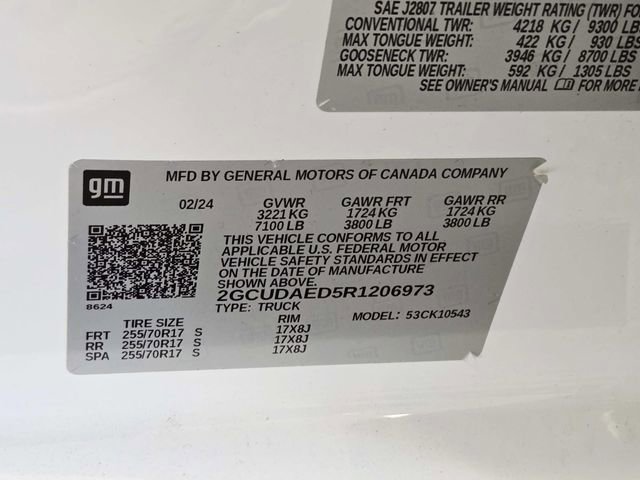 SAE J2807 TRAILER WEIGHT RATING (TWR) FO
CONVENTIONAL TWR: 4218 KG / 9300 LBS
MAX TONGUE WEIGHT: 422 KG / 930 LBS
GOOSENECK TWR: 3946 KG / 8700 LBS
MAX TONGUE WEIGHT: 592 KG / 1305 LBS
SEE OWNER'S MANUAL FOR MORE
gm
MFD BY GENERAL MOTORS OF CANADA COMPANY
02/24 GVWR GAWR FRT GAWR RR
3221 KG 1724 KG 1724 KG
7100 LB 3800 LB 3800 LB
THIS VEHICLE CONFORMS TO ALL
APPLICABLE U.S. FEDERAL MOTOR
VEHICLE SAFETY STANDARDS IN EFFECT
ON THE DATE OF MANUFACTURE
SHOWN ABOVE.
8624
2GCUDAED5R1206973
TYPE: TRUCK MODEL: 53CK10543
TIRE SIZE RIM
FRT 255/70R17 S 17X8J
RR 255/70R17 S 17X8J
SPA 255/70R17 S 17X8J